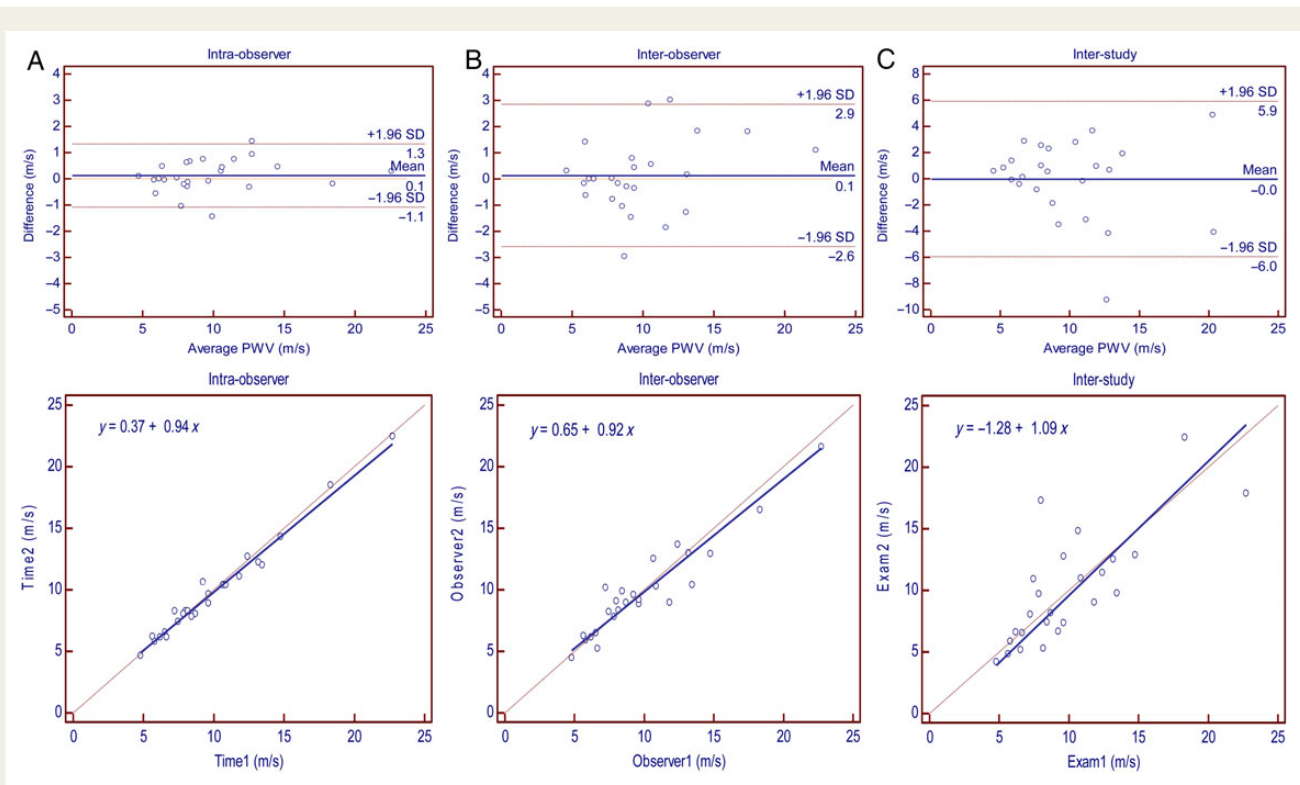 A
Intra-observer
4
3
2
1
0
−1
−2
−3
−4
−5
Difference (m/s)
+1.96 SD
1.3
Mean
0.1
−1.96 SD
−1.1
0 5 10 15 20 25
Average PWV (m/s)
B
Inter-observer
4
3
2
1
0
−1
−2
−3
−4
−5
Difference (m/s)
+1.96 SD
2.9
Mean
0.1
−1.96 SD
−2.6
0 5 10 15 20 25
Average PWV (m/s)
C
Inter-study
8
6
4
2
0
−2
−4
−6
−8
−10
Difference (m/s)
+1.96 SD
5.9
Mean
−0.0
−1.96 SD
−6.0
0 5 10 15 20 25
Average PWV (m/s)
Intra-observer
25
20
15
10
5
0
Time2 (m/s)
y = 0.37 + 0.94 x
0 5 10 15 20 25
Time1 (m/s)
Inter-observer
25
20
15
10
5
0
Observer2 (m/s)
y = 0.65 + 0.92 x
0 5 10 15 20 25
Observer1 (m/s)
Inter-study
25
20
15
10
5
0
Exam2 (m/s)
y = −1.28 + 1.09 x
0 5 10 15 20 25
Exam1 (m/s)